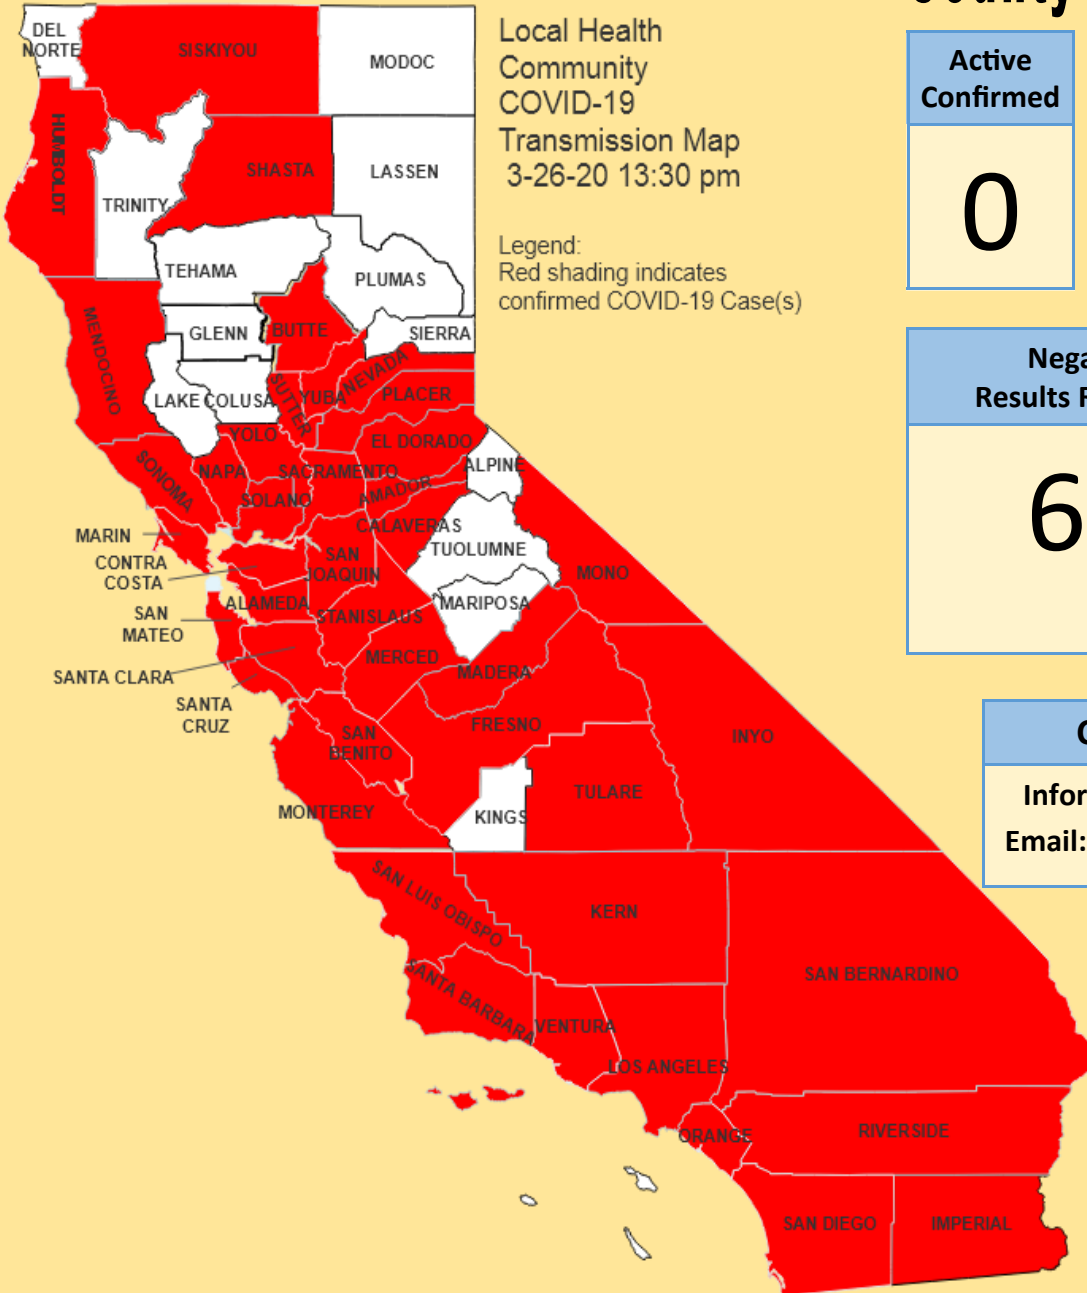 County
Local Health
Community
COVID-19
Transmission Map
3-26-20 13:30 pm
Legend:
Red shading indicates
confirmed COVID-19 Case(s)
Active
Confirmed
0
Results
6
Email:
DEL
NORTE
SISKIYOU
MODOC
HUMBOLDT
TRINITY
SHASTA
LASSEN
TEHAMA
PLUMAS
MENDOCINO
GLENN
BUTTE
SIERRA
LAKE
COLUSA
SUTTER
YUBA
NEVADA
PLACER
YOLO
EL DORADO
SONOMA
NAPA
SACRAMENTO
ALPINE
SOLANO
AMADOR
MARIN
CALAVERAS
CONTRA
COSTA
SAN
JOAQUIN
TUOLUMNE
MONO
SAN
MATEO
ALAMEDA
STANISLAUS
MARIPOSA
SANTA CLARA
MERCED
MADERA
SANTA
CRUZ
SAN
BENITO
FRESNO
INYO
MONTEREY
KINGS
TULARE
SAN LUIS OBISPO
KERN
SAN BERNARDINO
SANTA BARBARA
VENTURA
LOS ANGELES
ORANGE
RIVERSIDE
SAN DIEGO
IMPERIAL